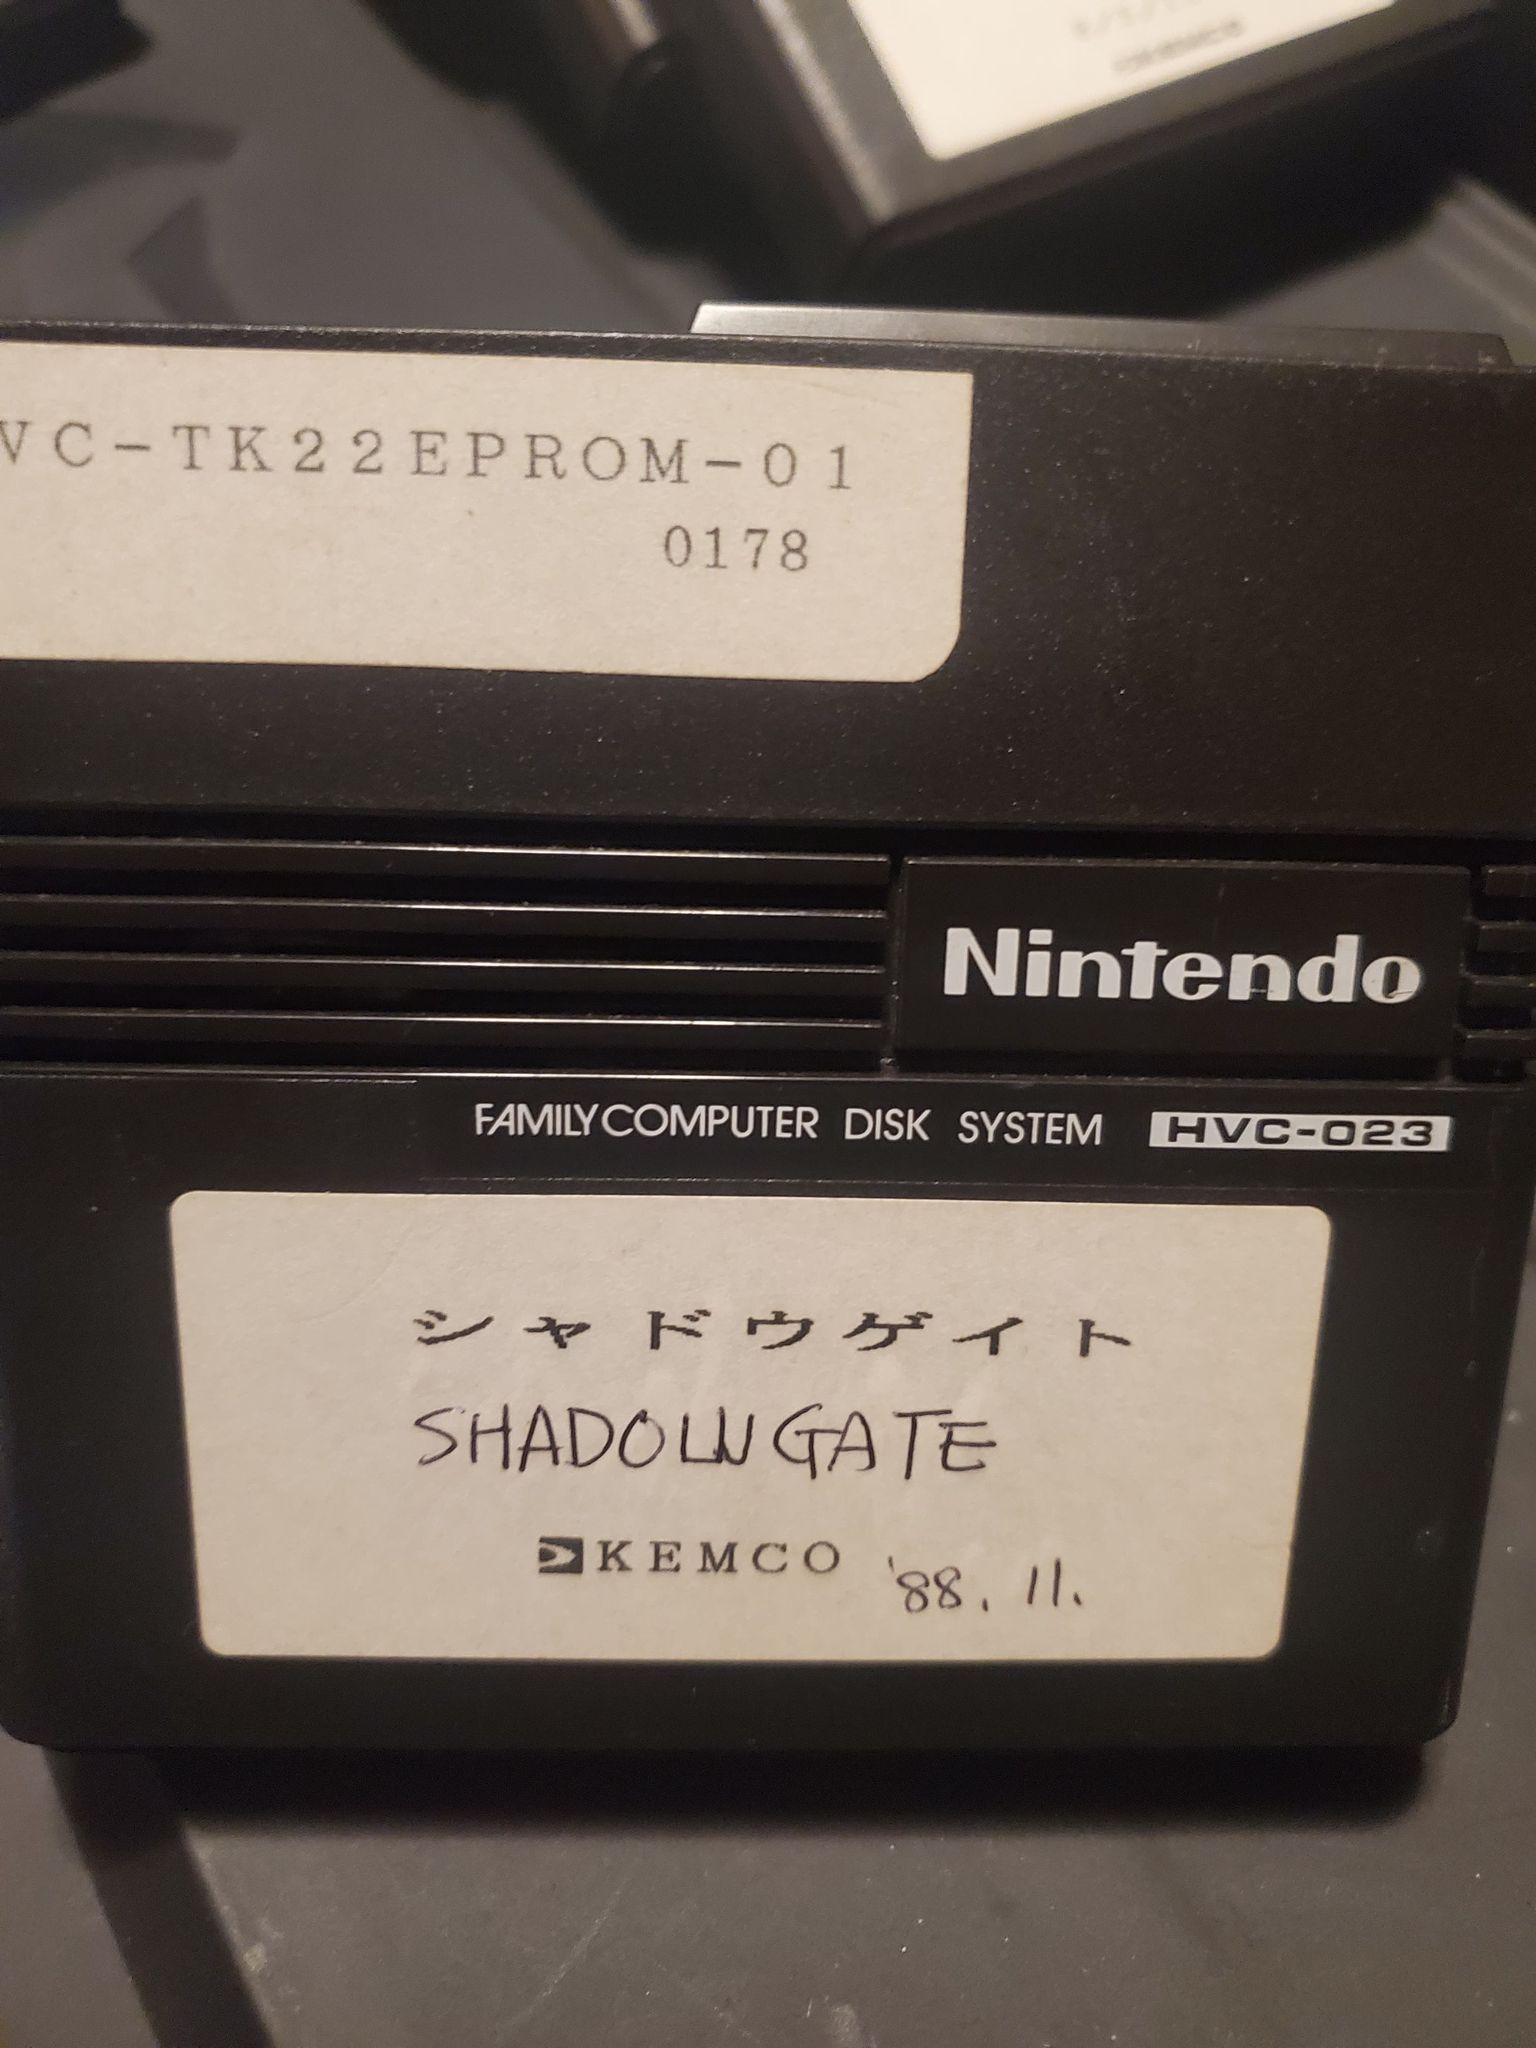 VC-TK22EPROM-01
0178
Nintendo
FAMILY COMPUTER DISK SYSTEM HVC-023
シャドウゲイト
SHADOWGATE
KEMCO '88.11.